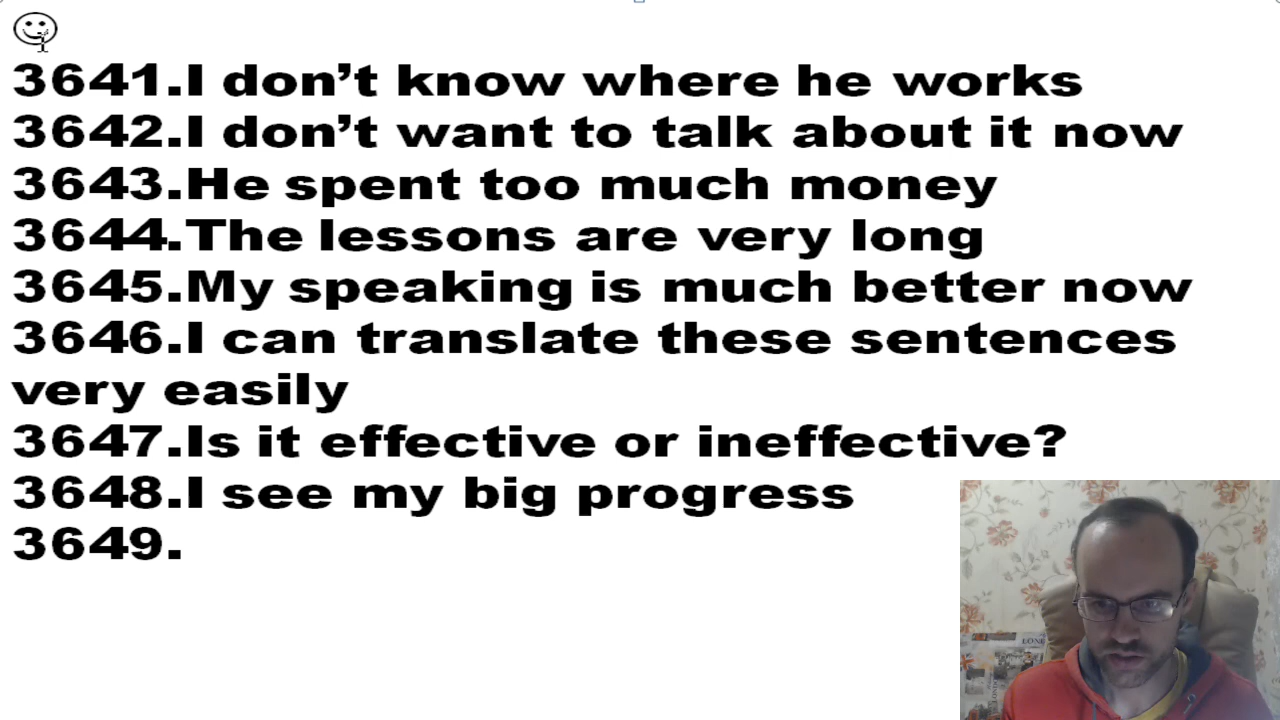 3641.I don’t know where he works
3642.I don’t want to talk about it now
3643.He spent too much money
3644.The lessons are very long
3645.My speaking is much better now
3646.I can translate these sentences
very easily
3647.Is it effective or ineffective?
3648.I see my big progress
3649.